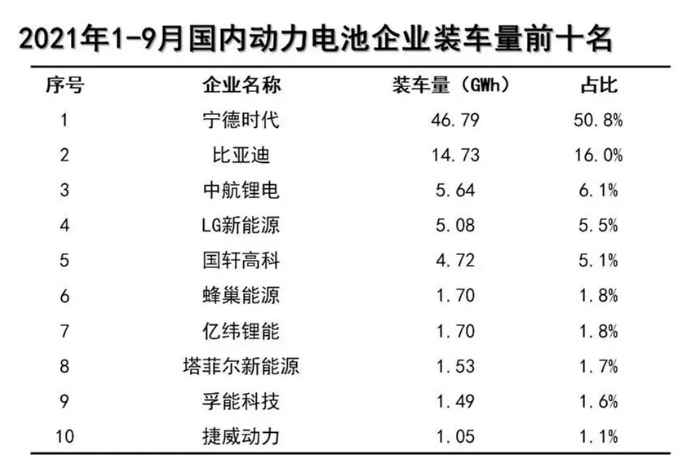 2021年1-9月国内动力电池企业装车量前十名
序号 企业名称 装车量（GWh） 占比
1 宁德时代 46.79 50.8%
2 比亚迪 14.73 16.0%
3 中航锂电 5.64 6.1%
4 LG新能源 5.08 5.5%
5 国轩高科 4.72 5.1%
6 蜂巢能源 1.70 1.8%
7 亿纬锂能 1.70 1.8%
8 塔菲尔新能源 1.53 1.7%
9 孚能科技 1.49 1.6%
10 捷威动力 1.05 1.1%